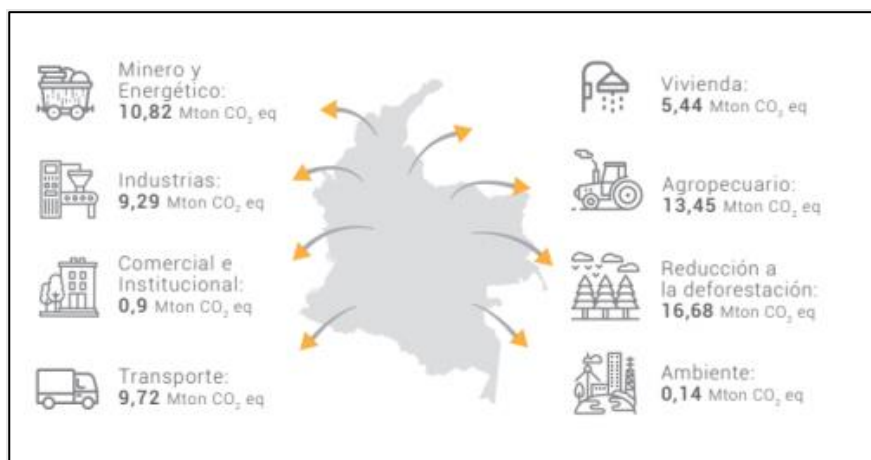 Minero y
Energético:
10,82 Mton CO₂ eq
Industrias:
9,29 Mton CO₂ eq
Comercial e
Institucional:
0,9 Mton CO₂ eq
Transporte:
9,72 Mton CO₂ eq
Vivienda:
5,44 Mton CO₂ eq
Agropecuario:
13,45 Mton CO₂ eq
Reducción a
la deforestación:
16,68 Mton CO₂ eq
Ambiente:
0,14 Mton CO₂ eq